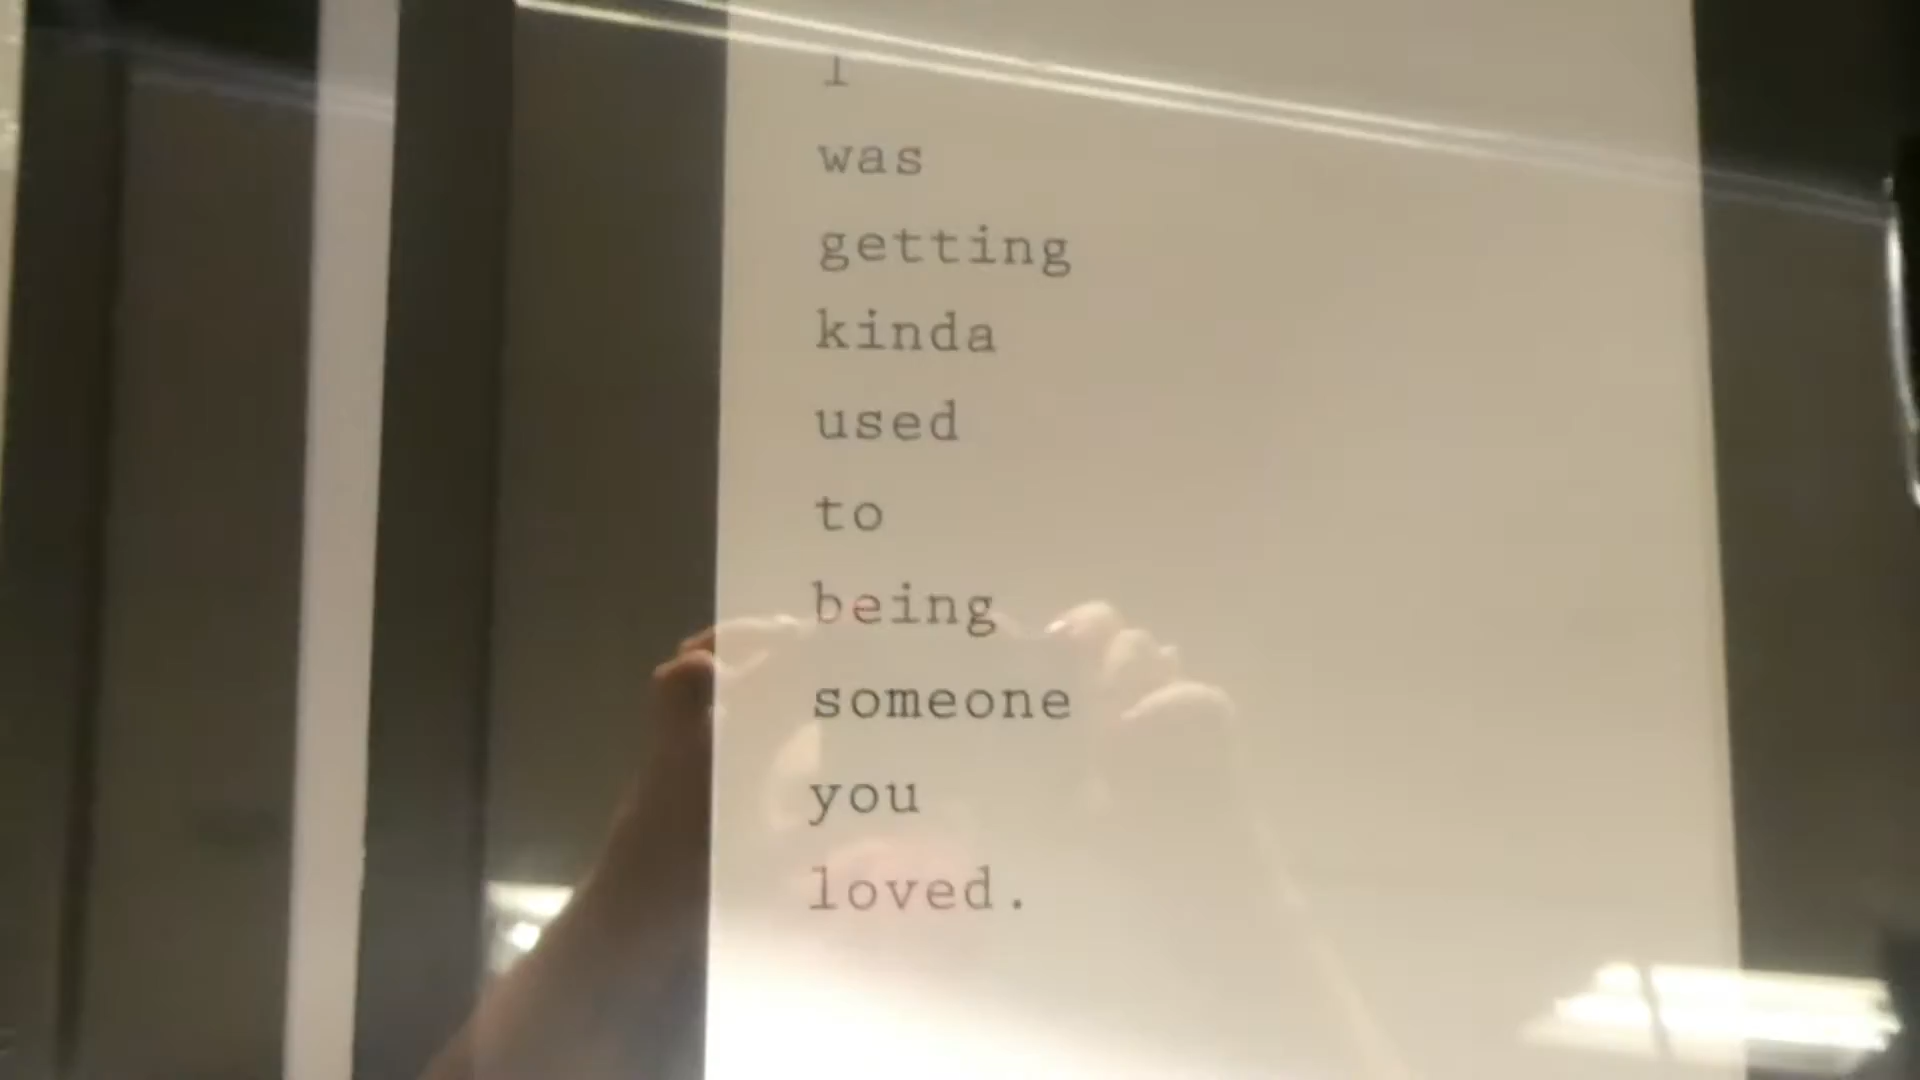 I
was
getting
kinda
used
to
being
someone
you
loved.